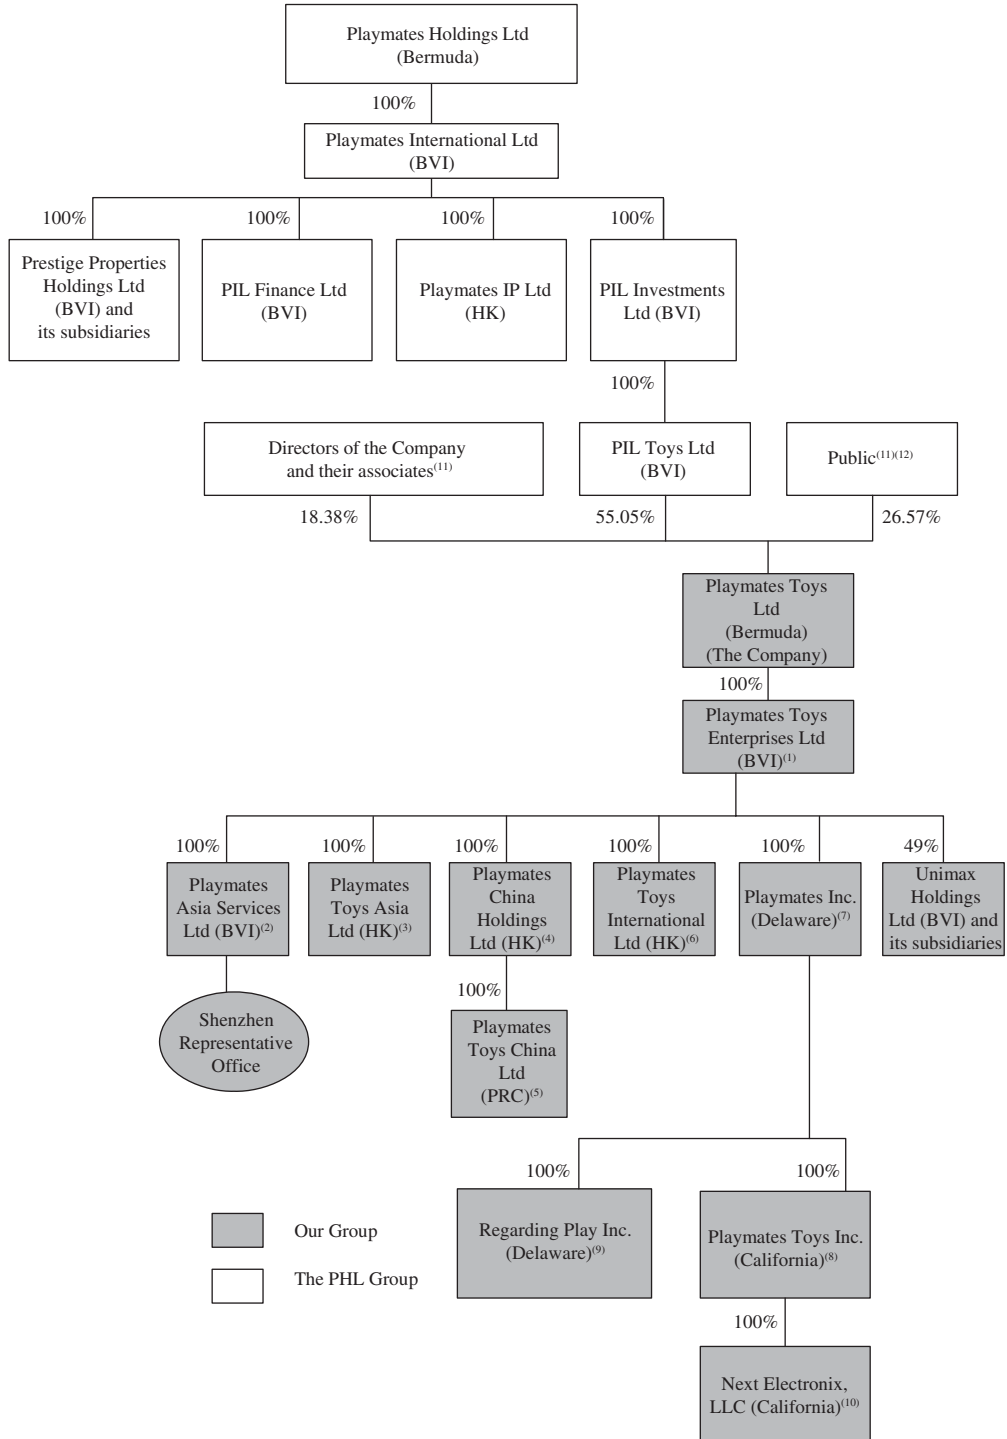 Playmates Holdings Ltd
(Bermuda)
100%
Playmates International Ltd
(BVI)
100%
100%
100%
100%
Prestige Properties
Holdings Ltd
(BVI) and
its subsidiaries
PIL Finance Ltd
(BVI)
Playmates IP Ltd
(HK)
PIL Investments
Ltd (BVI)
100%
Directors of the Company
and their associates(11)
PIL Toys Ltd
(BVI)
Public(11)(12)
18.38%
55.05%
26.57%
Playmates Toys
Ltd
(Bermuda)
(The Company)
100%
Playmates Toys
Enterprises Ltd
(BVI)(1)
100%
100%
100%
100%
100%
49%
Playmates
Asia Services
Ltd (BVI)(2)
Playmates
Toys Asia
Ltd (HK)(3)
Playmates
China
Holdings
Ltd (HK)(4)
Playmates
Toys
International
Ltd (HK)(6)
Playmates Inc.
(Delaware)(7)
Unimax
Holdings
Ltd (BVI) and
its subsidiaries
100%
Shenzhen
Representative
Office
Playmates
Toys China
Ltd
(PRC)(5)
100%
100%
Regarding Play Inc.
(Delaware)(9)
Playmates Toys Inc.
(California)(8)
Our Group
The PHL Group
100%
Next Electronix,
LLC (California)(10)